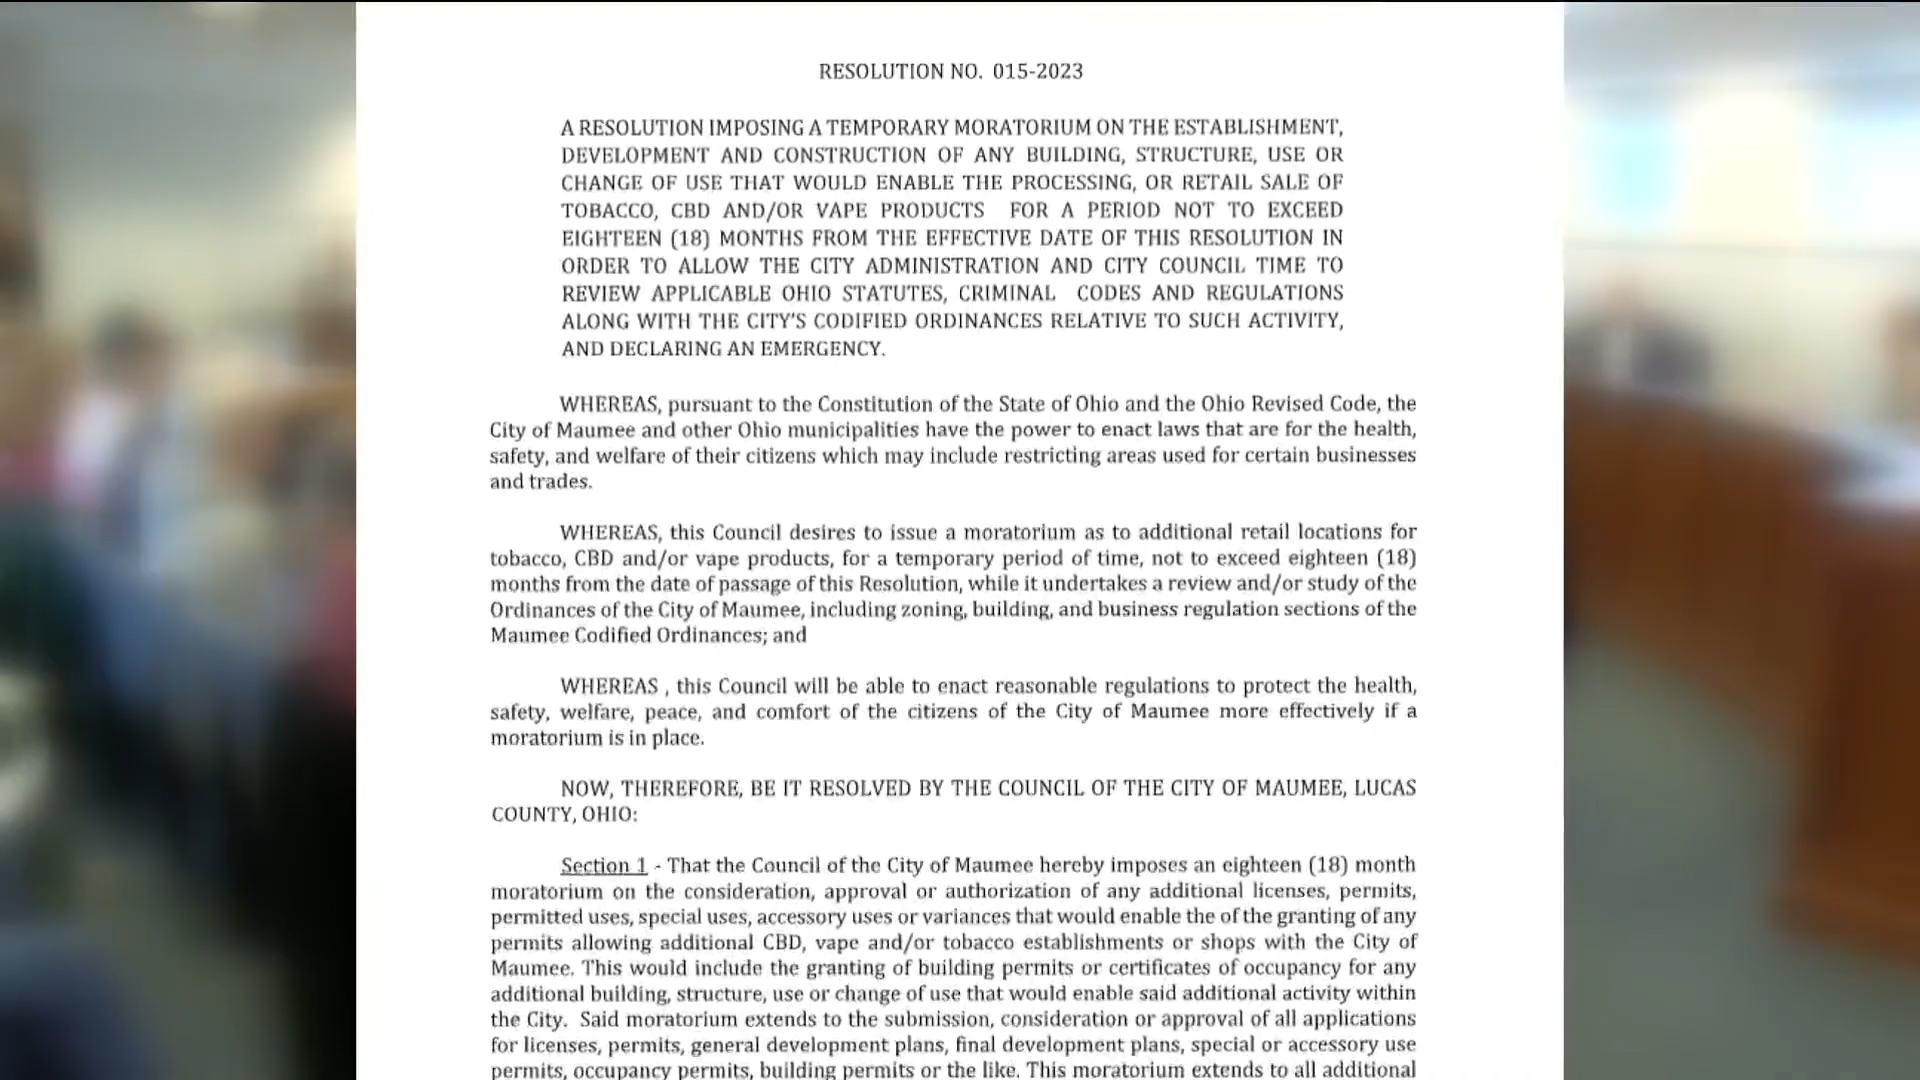 RESOLUTION NO. 015-2023
A RESOLUTION IMPOSING A TEMPORARY MORATORIUM ON THE ESTABLISHMENT,
DEVELOPMENT AND CONSTRUCTION OF ANY BUILDING, STRUCTURE, USE OR
CHANGE OF USE THAT WOULD ENABLE THE PROCESSING, OR RETAIL SALE OF
TOBACCO, CBD AND/OR VAPE PRODUCTS FOR A PERIOD NOT TO EXCEED
EIGHTEEN (18) MONTHS FROM THE EFFECTIVE DATE OF THIS RESOLUTION IN
ORDER TO ALLOW THE CITY ADMINISTRATION AND CITY COUNCIL TIME TO
REVIEW APPLICABLE OHIO STATUTES, CRIMINAL CODES AND REGULATIONS
ALONG WITH THE CITY'S CODIFIED ORDINANCES RELATIVE TO SUCH ACTIVITY,
AND DECLARING AN EMERGENCY.
WHEREAS, pursuant to the Constitution of the State of Ohio and the Ohio Revised Code, the
City of Maumee and other Ohio municipalities have the power to enact laws that are for the health,
safety, and welfare of their citizens which may include restricting areas used for certain businesses
and trades.
WHEREAS, this Council desires to issue a moratorium as to additional retail locations for
tobacco, CBD and/or vape products, for a temporary period of time, not to exceed eighteen (18)
months from the date of passage of this Resolution, while it undertakes a review and/or study of the
Ordinances of the City of Maumee, including zoning, building, and business regulation sections of the
Maumee Codified Ordinances; and
WHEREAS , this Council will be able to enact reasonable regulations to protect the health,
safety, welfare, peace, and comfort of the citizens of the City of Maumee more effectively if a
moratorium is in place.
NOW, THEREFORE, BE IT RESOLVED BY THE COUNCIL OF THE CITY OF MAUMEE, LUCAS
COUNTY, OHIO:
Section 1 - That the Council of the City of Maumee hereby imposes an eighteen (18) month
moratorium on the consideration, approval or authorization of any additional licenses, permits,
permitted uses, special uses, accessory uses or variances that would enable the of the granting of any
permits allowing additional CBD, vape and/or tobacco establishments or shops with the City of
Maumee. This would include the granting of building permits or certificates of occupancy for any
additional building, structure, use or change of use that would enable said additional activity within
the City. Said moratorium extends to the submission, consideration or approval of all applications
for licenses, permits, general development plans, final development plans, special or accessory use
permits, occupancy permits, building permits or the like. This moratorium extends to all additional